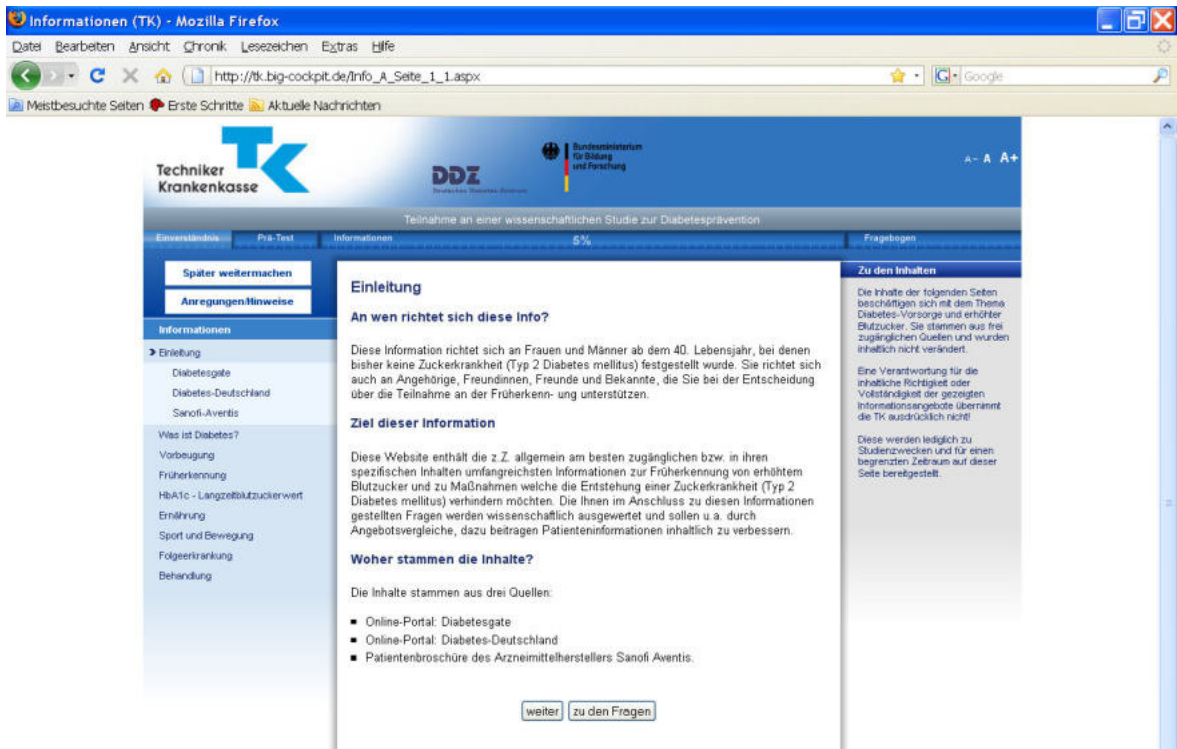 Informationen (TK) - Mozilla Firefox
Datei Bearbeiten Ansicht Chronik Lesezeichen Extras Hilfe
http://tk.big-cockpit.de/Info_A_Seite_1_1.aspx
Google
Meistbesuchte Seiten Erste Schritte Aktuelle Nachrichten
Techniker
Krankenkasse
TK
DDZ
Deutsches Diabetes-Zentrum
Bundesministerium
für Bildung
und Forschung
A- A A+
Teilnahme an einer wissenschaftlichen Studie zur Diabetesprävention
Einverständnis Prä-Test Informationen 5% Fragebogen
Später weitermachen
Anregungen/Hinweise
Informationen
Einleitung
Diabetesgate
Diabetes-Deutschland
Sanofi-Aventis
Was ist Diabetes?
Vorbeugung
Früherkennung
HbA1c - Langzeitblutzuckerwert
Ernährung
Sport und Bewegung
Folgeerkrankung
Behandlung
Einleitung
An wen richtet sich diese Info?
Diese Information richtet sich an Frauen und Männer ab dem 40. Lebensjahr, bei denen
bisher keine Zuckerkrankheit (Typ 2 Diabetes mellitus) festgestellt wurde. Sie richtet sich
auch an Angehörige, Freundinnen, Freunde und Bekannte, die Sie bei der Entscheidung
über die Teilnahme an der Früherkenn- ung unterstützen.
Ziel dieser Information
Diese Website enthält die z.Z. allgemein am besten zugänglichen bzw. in ihren
spezifischen Inhalten umfangreichsten Informationen zur Früherkennung von erhöhtem
Blutzucker und zu Maßnahmen welche die Entstehung einer Zuckerkrankheit (Typ 2
Diabetes mellitus) verhindern möchten. Die Ihnen im Anschluss zu diesen Informationen
gestellten Fragen werden wissenschaftlich ausgewertet und sollen u.a. durch
Angebotsvergleiche, dazu beitragen Patienteninformationen inhaltlich zu verbessern.
Woher stammen die Inhalte?
Die Inhalte stammen aus drei Quellen:
Online-Portal: Diabetesgate
Online-Portal: Diabetes-Deutschland
Patientenbroschüre des Arzneimittelherstellers Sanofi Aventis.
weiter zu den Fragen
Zu den Inhalten
Die Inhalte der folgenden Seiten
beschäftigen sich mit dem Thema
Diabetes-Vorsorge und erhöhter
Blutzucker. Sie stammen aus frei
zugänglichen Quellen und wurden
inhaltlich nicht verändert.
Eine Verantwortung für die
inhaltliche Richtigkeit oder
Vollständigkeit der gezeigten
Informationsangebote übernimmt
die TK ausdrücklich nicht!
Diese werden lediglich zu
Studienzwecken und für einen
begrenzten Zeitraum auf dieser
Seite bereitgestellt.